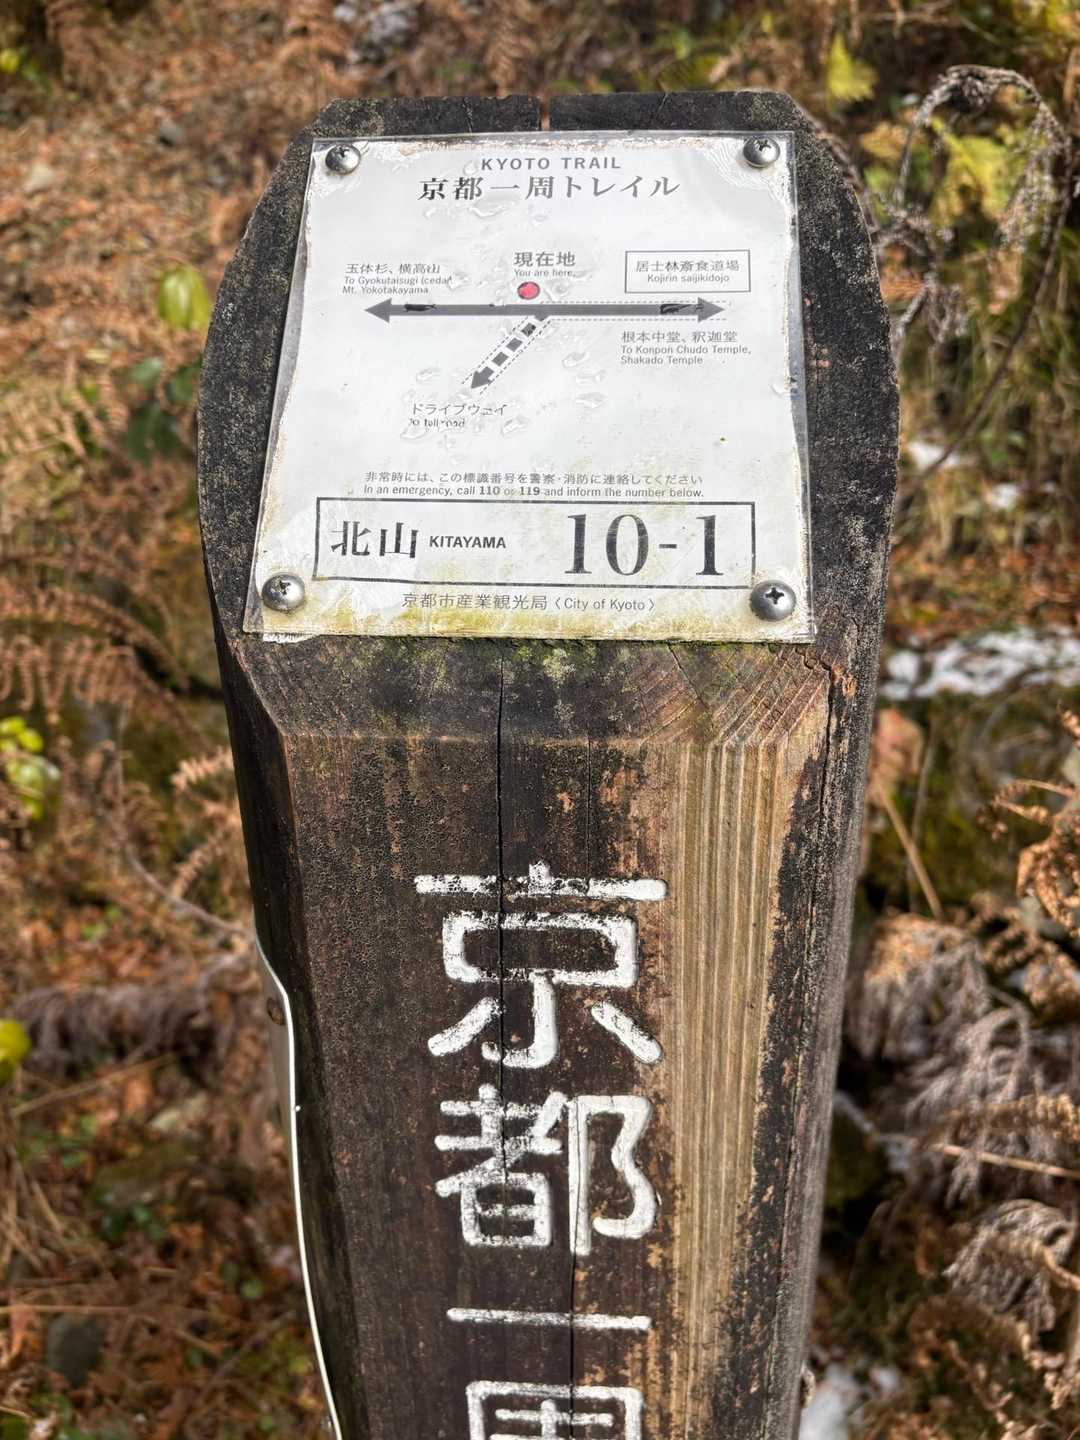 KYOTO TRAIL
京都一周トレイル
玉体杉、横高山
To Gyokutaisugi (cedar)
Mt. Yokotakayama
現在地
You are here.
居士林斎食道場
Kojirin saijikidojo
根本中堂、釈迦堂
To Konpon Chudo Temple,
Shakado Temple
ドライブウェイ
To toll road
非常時には、この標識番号を警察・消防に連絡してください
In an emergency, call 110 or 119 and inform the number below.
北山 KITAYAMA 10-1
京都市産業観光局〈City of Kyoto〉
京都一周